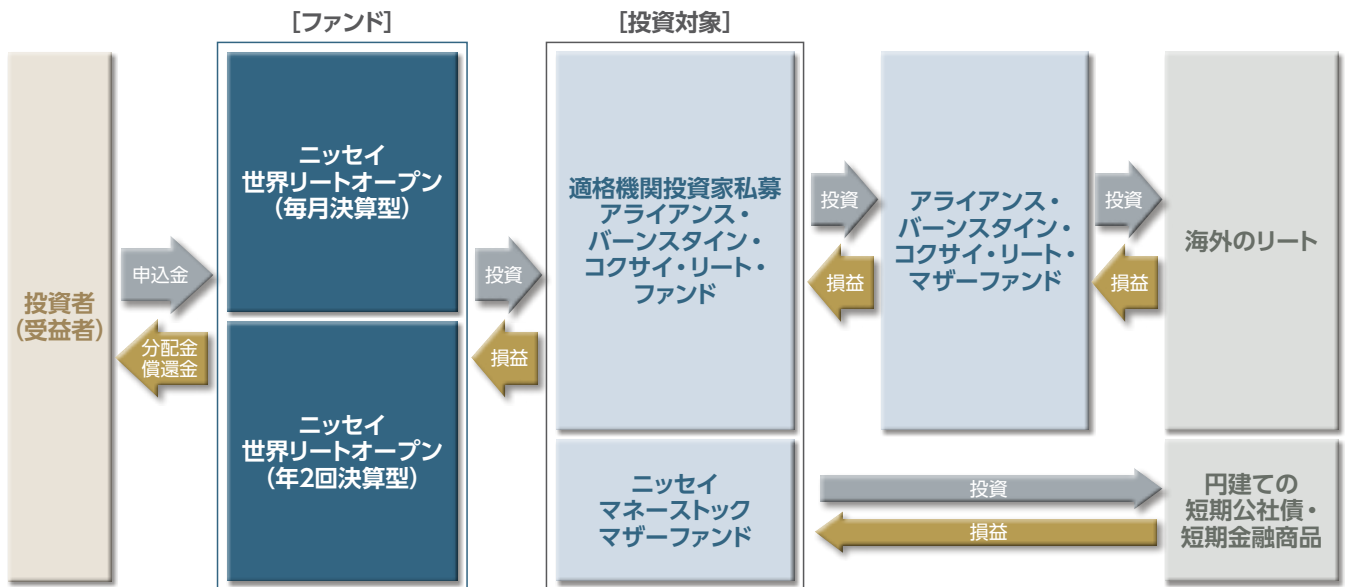 [ファンド]
[投資対象]
投資者
(受益者)
申込金
分配金
償還金
ニッセイ
世界リートオープン
(毎月決算型)
ニッセイ
世界リートオープン
(年2回決算型)
投資
損益
適格機関投資家私募
アライアンス・
バーンスタイン・
コクサイ・リート・
ファンド
ニッセイ
マネーストック
マザーファンド
投資
損益
アライアンス・
バーンスタイン・
コクサイ・リート・
マザーファンド
投資
損益
海外のリート
投資
損益
円建ての
短期公社債・
短期金融商品